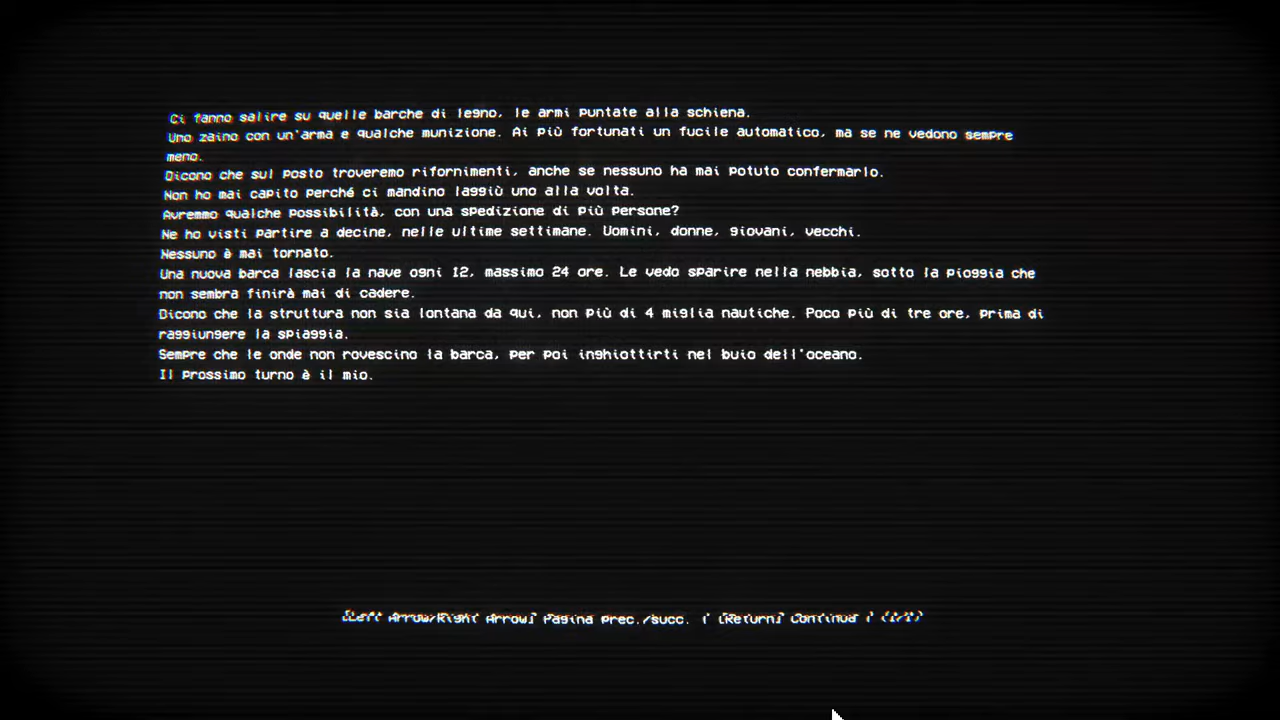 Ci fanno salire su quelle barche di legno, le armi puntate alla schiena.
Uno zaino con un'arma e qualche munizione. Ai più fortunati un fucile automatico, ma se ne vedono sempre
meno.
Dicono che sul posto troveremo rifornimenti, anche se nessuno ha mai potuto confermarlo.
Non ho mai capito perché ci mandino laggiù uno alla volta.
Avremmo qualche possibilità, con una spedizione di più persone?
Ne ho visti partire a decine, nelle ultime settimane. Uomini, donne, giovani, vecchi.
Nessuno è mai tornato.
Una nuova barca lascia la nave ogni 12, massimo 24 ore. Le vedo sparire nella nebbia, sotto la pioggia che
non sembra finirà mai di cadere.
Dicono che la struttura non sia lontana da qui, non più di 4 miglia nautiche. Poco più di tre ore, prima di
raggiungere la spiaggia.
Sempre che le onde non rovescino la barca, per poi inghiottirti nel buio dell'oceano.
Il prossimo turno è il mio.
[Left Arrow/Right Arrow] Pagina prec./succ. | [Return] Continua | (1/1)